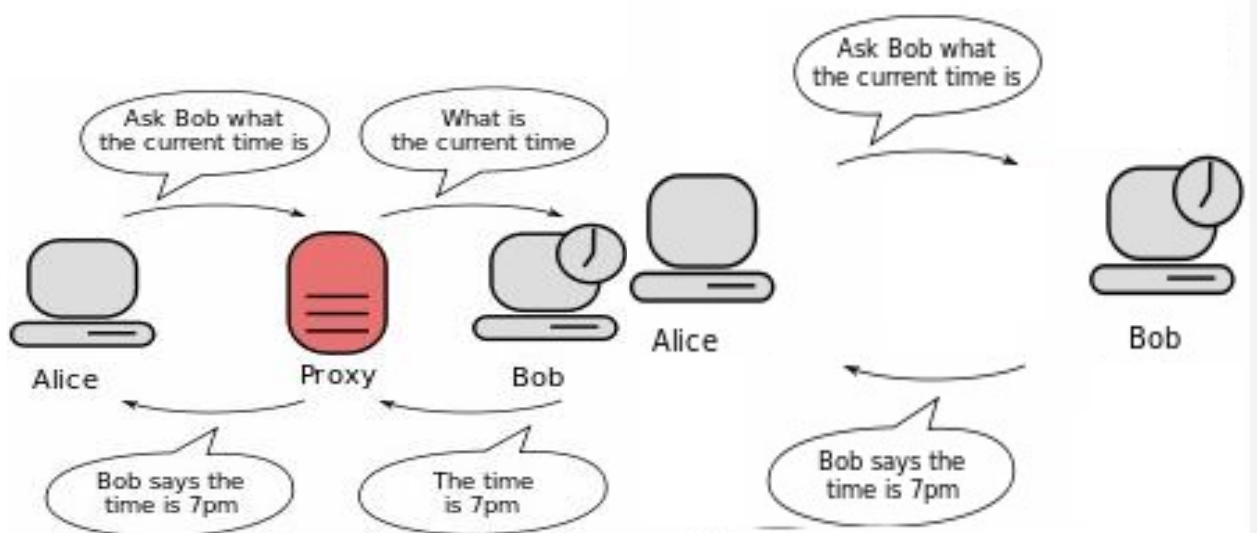 Ask Bob what
the current time is
What is
the current time
Alice
Proxy
Bob
Bob says the
time is 7pm
The time
is 7pm
Ask Bob what
the current time is
Alice
Bob
Bob says the
time is 7pm